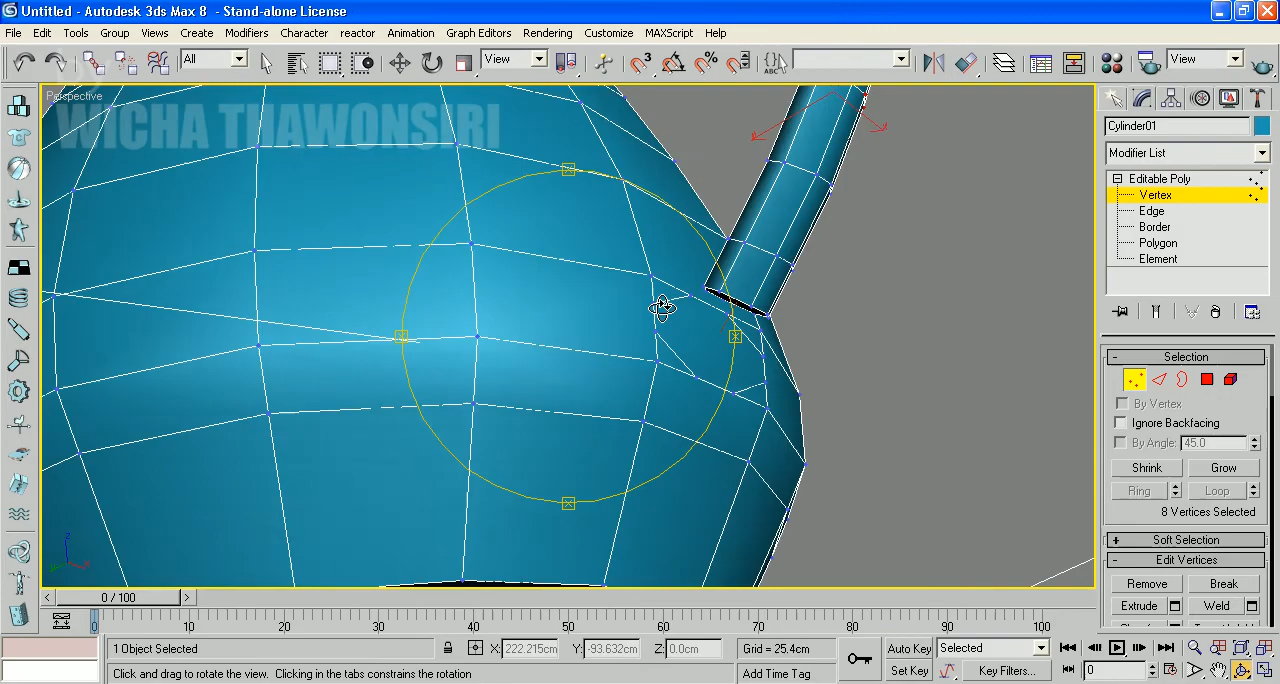 Untitled - Autodesk 3ds Max 8 - Stand-alone License
File Edit Tools Group Views Create Modifiers Character reactor Animation Graph Editors Rendering Customize MAXScript Help
All View View
by
Perspective
WICHA THAWONSIRI
Cylinder01
Modifier List
Editable Poly
Vertex
Edge
Border
Polygon
Element
- Selection
By Vertex
Ignore Backfacing
By Angle: 45.0
Shrink Grow
Ring Loop
8 Vertices Selected
+ Soft Selection
- Edit Vertices
Remove Break
Extrude Weld
0 / 100
0 10 20 30 40 50 60 70 80 90 100
1 Object Selected X: 222.215cm Y: -93.632cm Z: 0.0cm Grid = 25.4cm Auto Key Selected
Click and drag to rotate the view. Clicking in the tabs constrains the rotation Add Time Tag Set Key Key Filters... 0